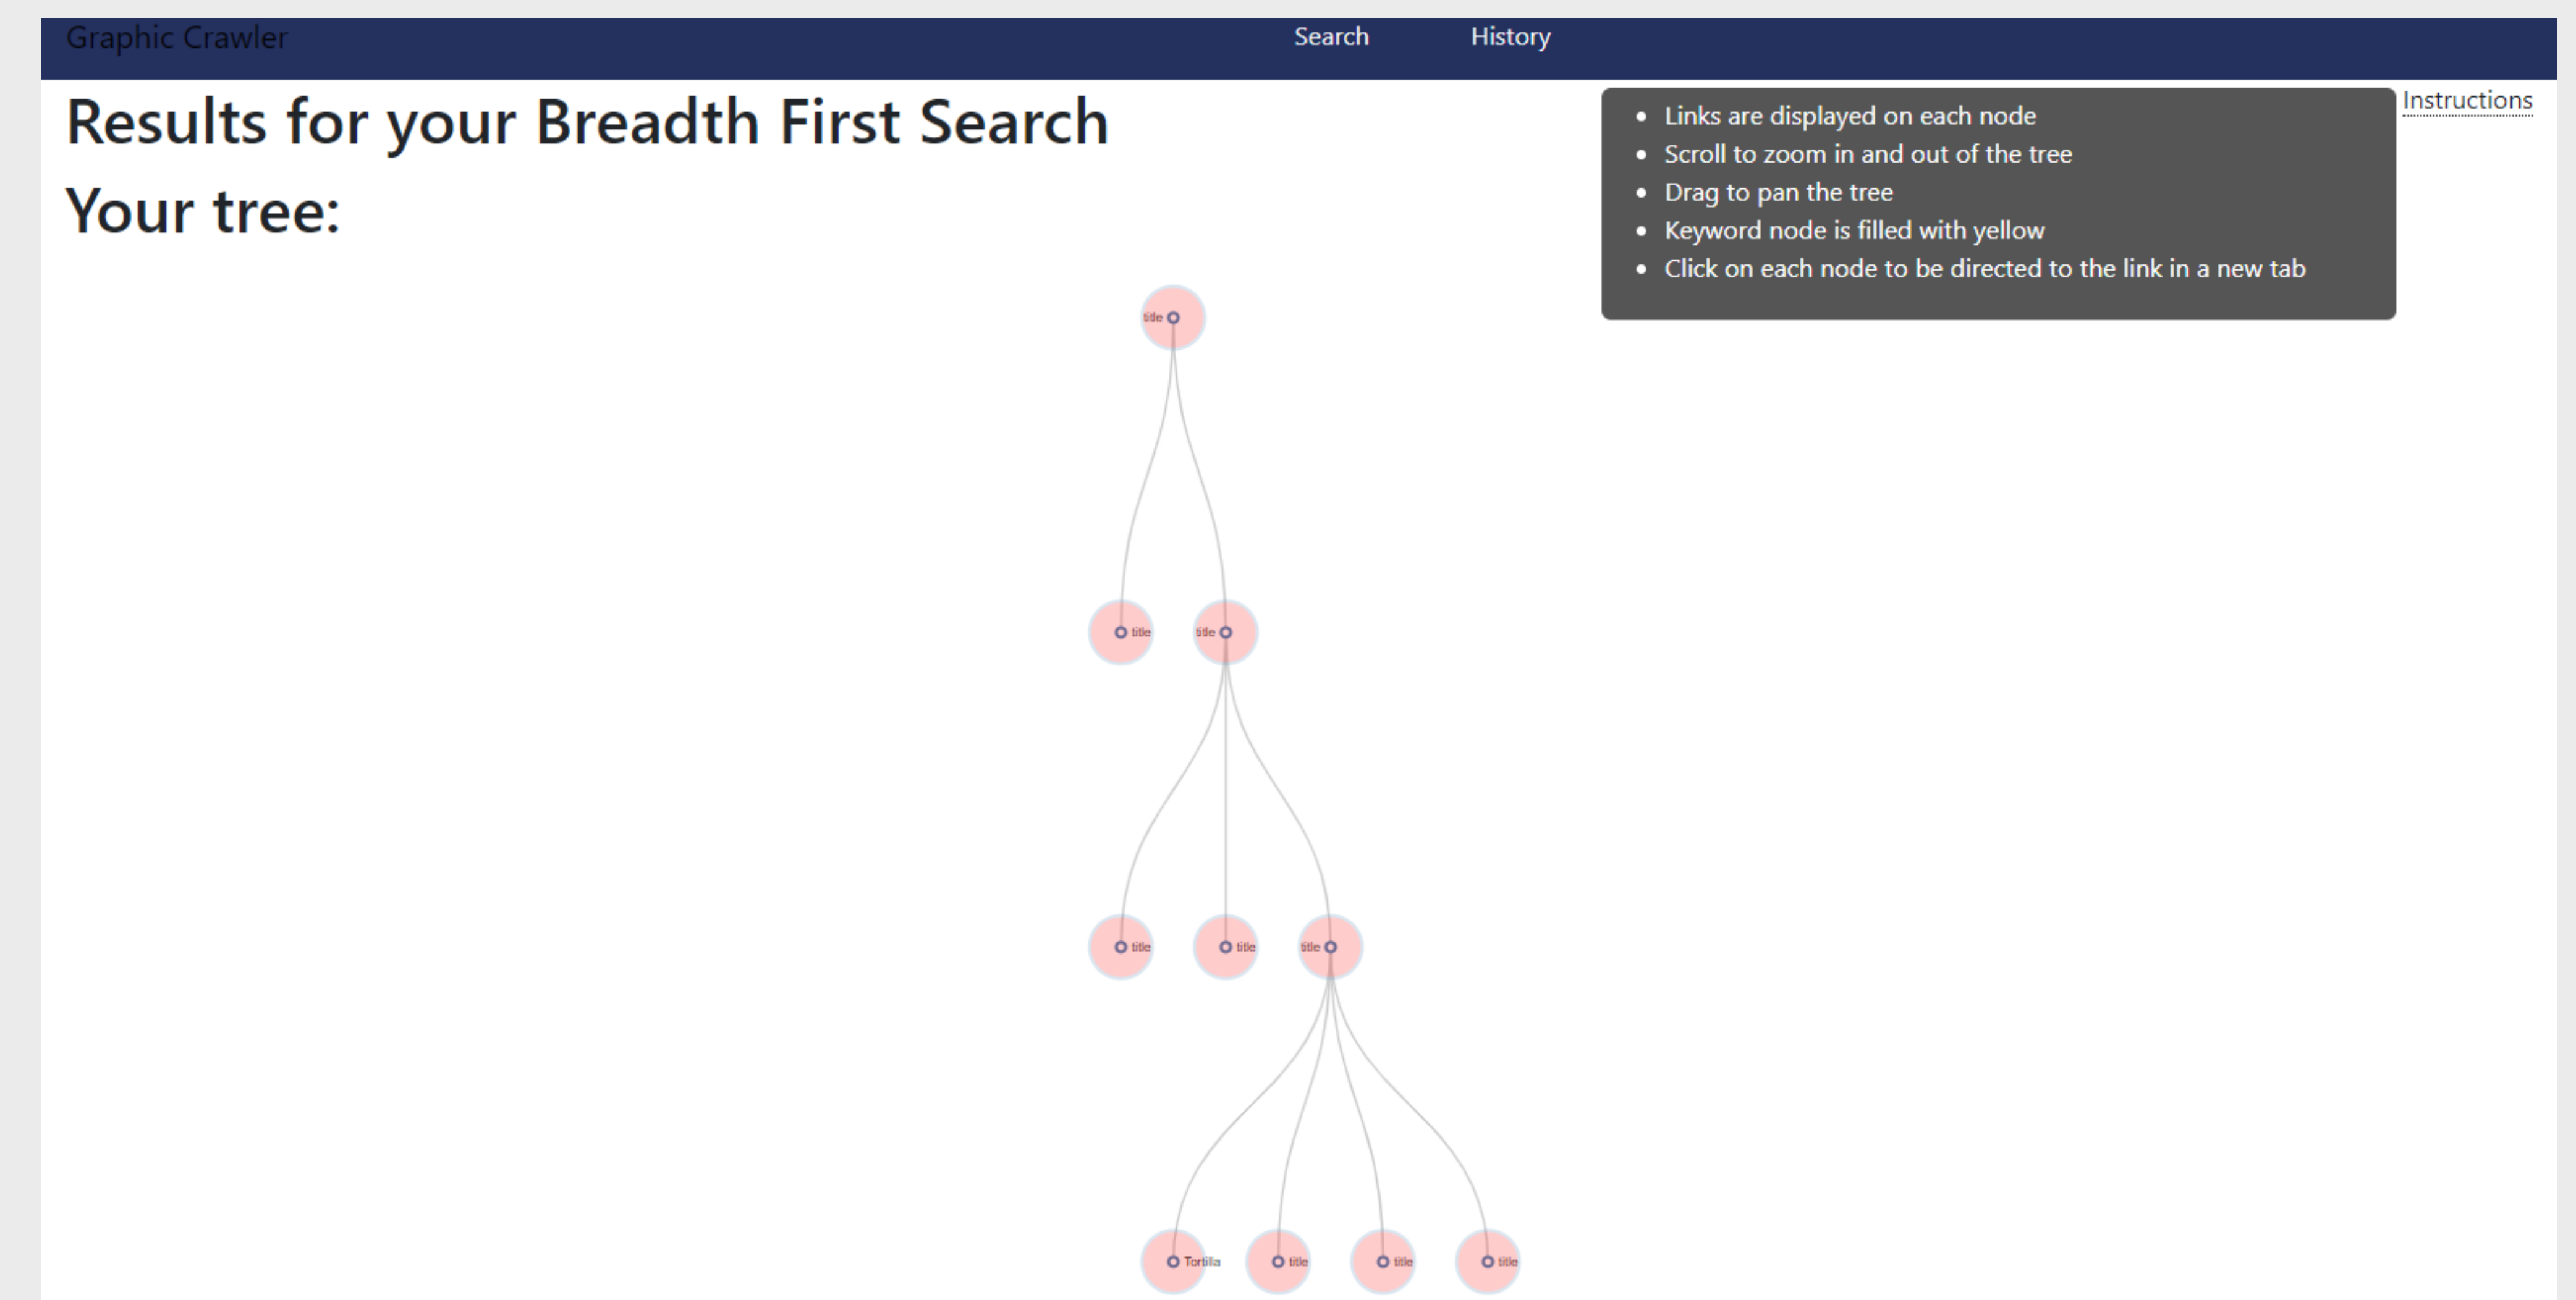 Graphic Crawler
Search
History
Results for your Breadth First Search
Your tree:
Links are displayed on each node
Scroll to zoom in and out of the tree
Drag to pan the tree
Keyword node is filled with yellow
Click on each node to be directed to the link in a new tab
Instructions
title
title
title
title
title
title
Tortilla
title
title
title